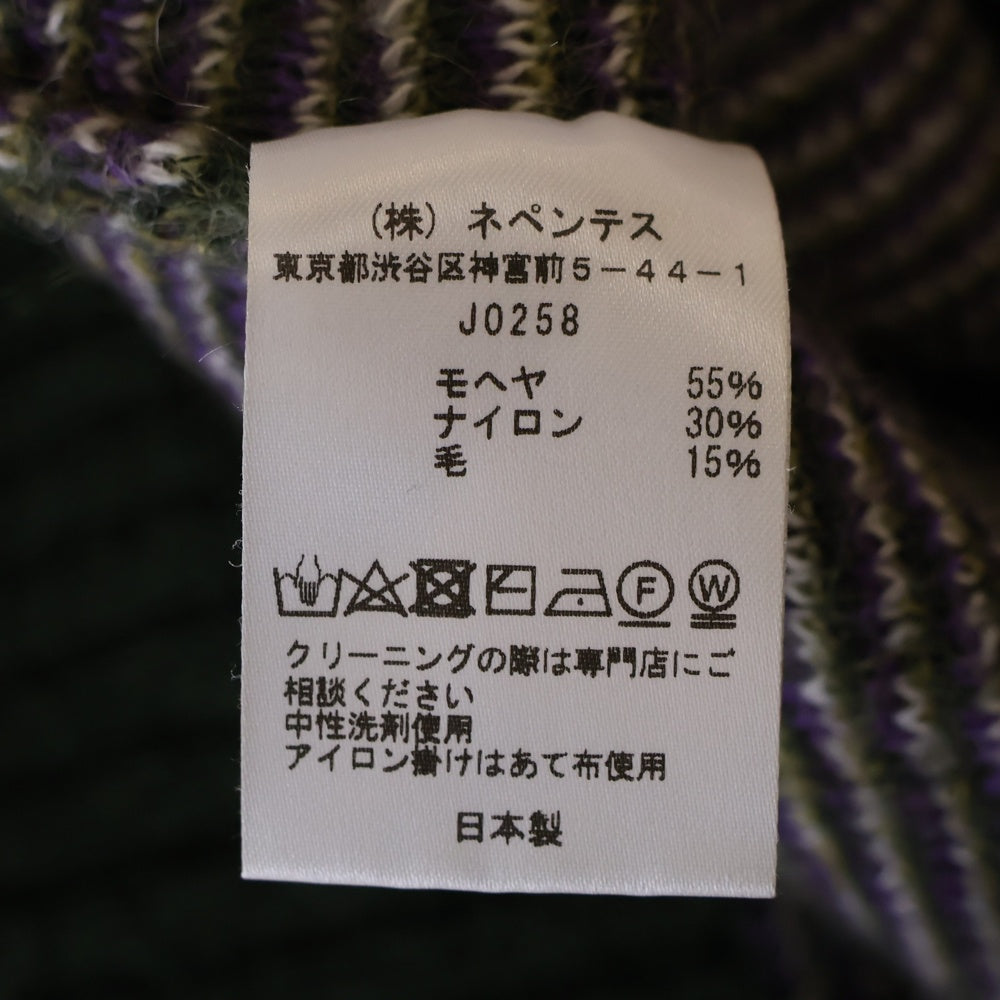 (株) ネペンテス
東京都渋谷区神宮前5-44-1
J0258
モヘヤ 55%
ナイロン 30%
毛 15%
F W
クリーニングの際は専門店にご
相談ください
中性洗剤使用
アイロン掛けはあて布使用
日本製